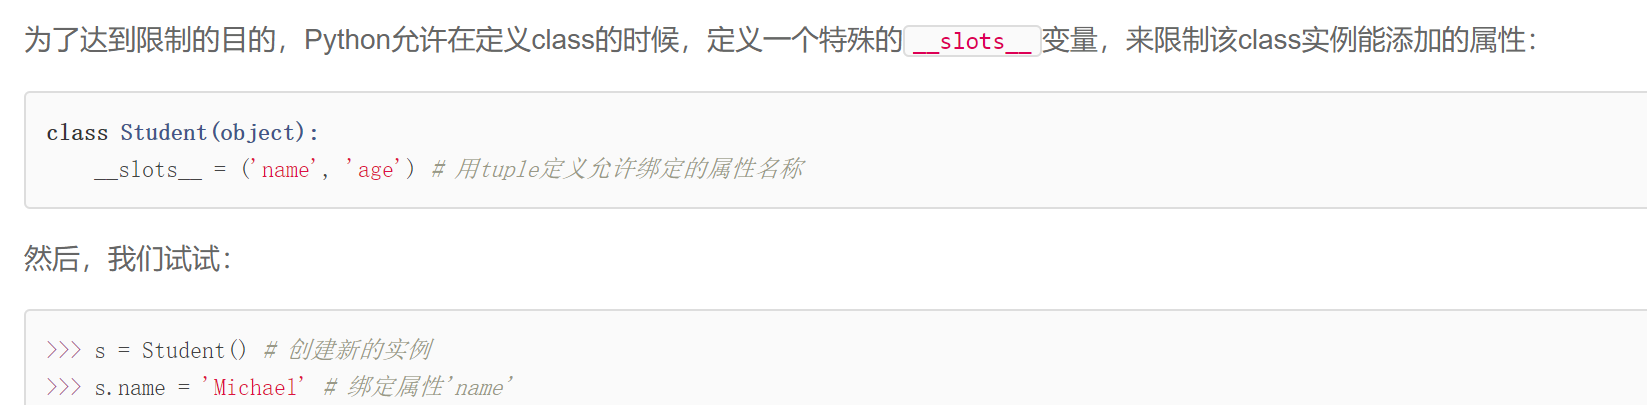 为了达到限制的目的，Python允许在定义class的时候，定义一个特殊的__slots__变量，来限制该class实例能添加的属性：
class Student(object):
    __slots__ = ('name', 'age') # 用tuple定义允许绑定的属性名称
然后，我们试试：
>>> s = Student() # 创建新的实例
>>> s.name = 'Michael' # 绑定属性'name'